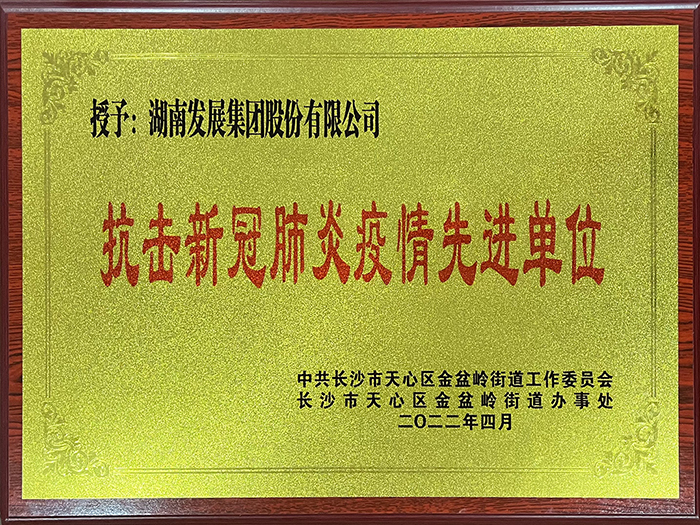 授予：湖南发展集团股份有限公司
抗击新冠肺炎疫情先进单位
中共长沙市天心区金盆岭街道工作委员会
长沙市天心区金盆岭街道办事处
二〇二二年四月